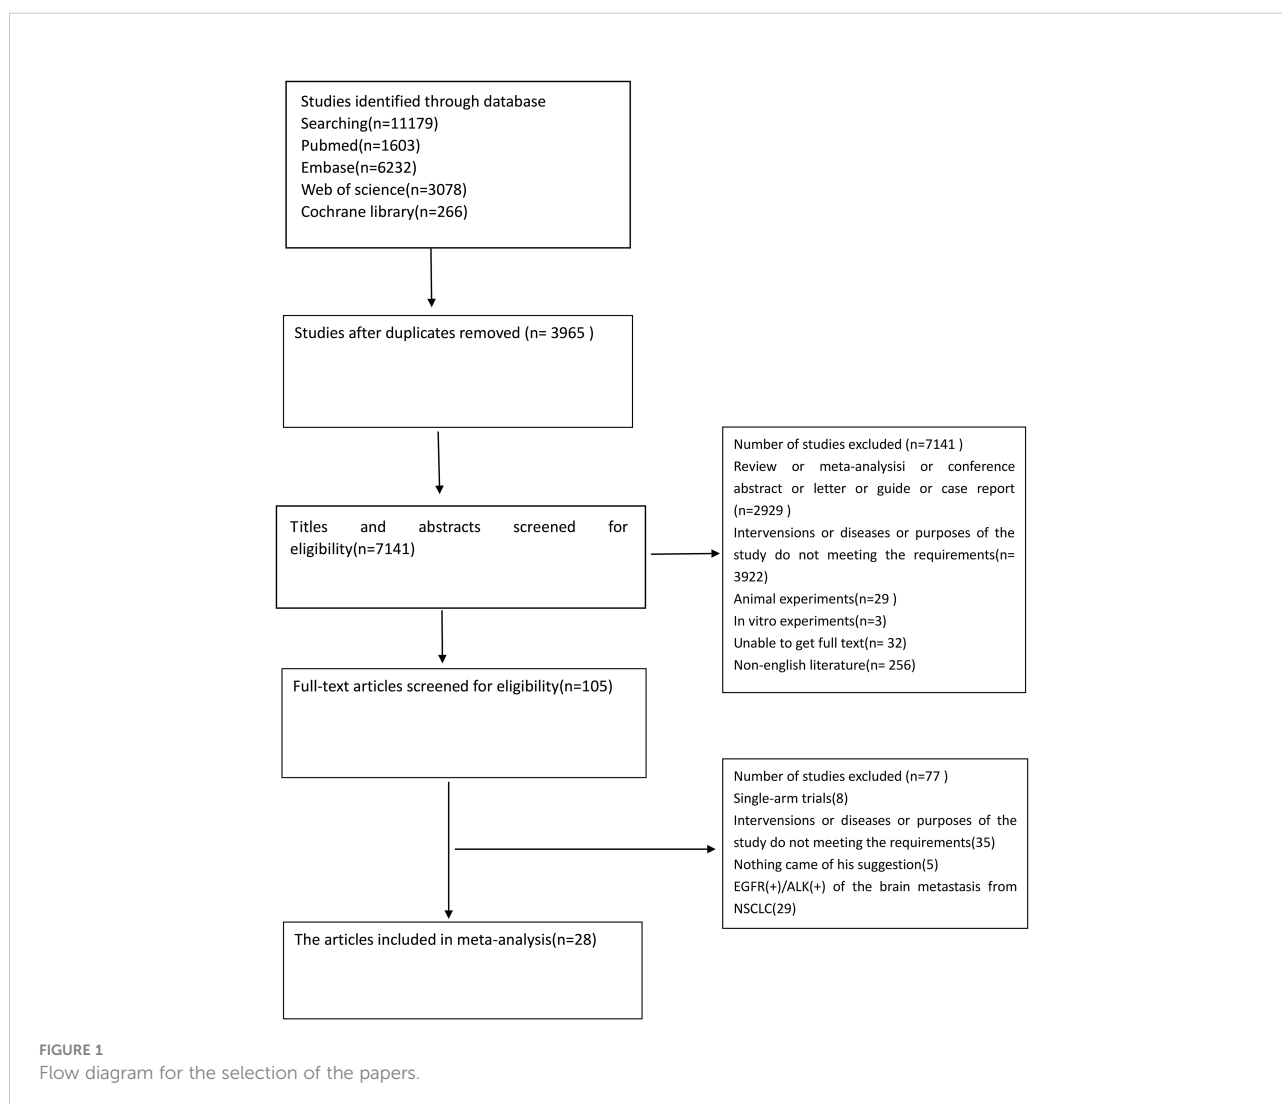 Studies identified through database
Searching(n=11179)
Pubmed(n=1603)
Embase(n=6232)
Web of science(n=3078)
Cochrane library(n=266)
Studies after duplicates removed (n= 3965 )
Titles and abstracts screened for
eligibility(n=7141)
Number of studies excluded (n=7141 )
Review or meta-analysisi or conference
abstract or letter or guide or case report
(n=2929 )
Intervensions or diseases or purposes of the
study do not meeting the requirements(n=
3922)
Animal experiments(n=29 )
In vitro experiments(n=3)
Unable to get full text(n= 32)
Non-english literature(n= 256)
Full-text articles screened for eligibility(n=105)
Number of studies excluded (n=77 )
Single-arm trials(8)
Intervensions or diseases or purposes of the
study do not meeting the requirements(35)
Nothing came of his suggestion(5)
EGFR(+)/ALK(+) of the brain metastasis from
NSCLC(29)
The articles included in meta-analysis(n=28)
FIGURE 1
Flow diagram for the selection of the papers.